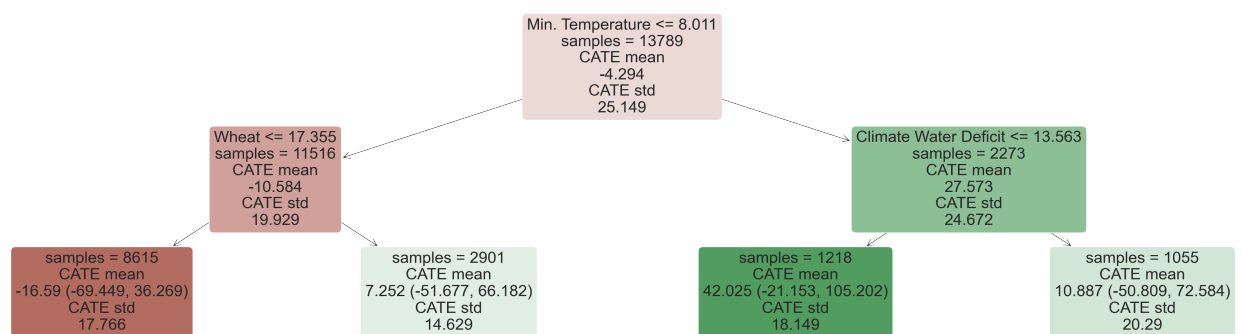 Min. Temperature <= 8.011
samples = 13789
CATE mean
-4.294
CATE std
25.149
Wheat <= 17.355
samples = 11516
CATE mean
-10.584
CATE std
19.929
Climate Water Deficit <= 13.563
samples = 2273
CATE mean
27.573
CATE std
24.672
samples = 8615
CATE mean
-16.59 (-69.449, 36.269)
CATE std
17.766
samples = 2901
CATE mean
7.252 (-51.677, 66.182)
CATE std
14.629
samples = 1218
CATE mean
42.025 (-21.153, 105.202)
CATE std
18.149
samples = 1055
CATE mean
10.887 (-50.809, 72.584)
CATE std
20.29